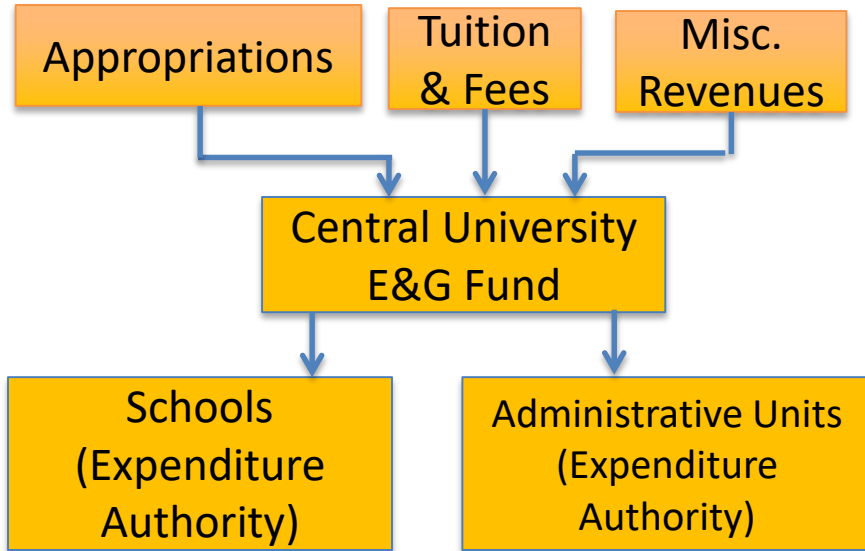 Appropriations
Tuition
& Fees
Misc.
Revenues
Central University
E&G Fund
Schools
(Expenditure
Authority)
Administrative Units
(Expenditure
Authority)